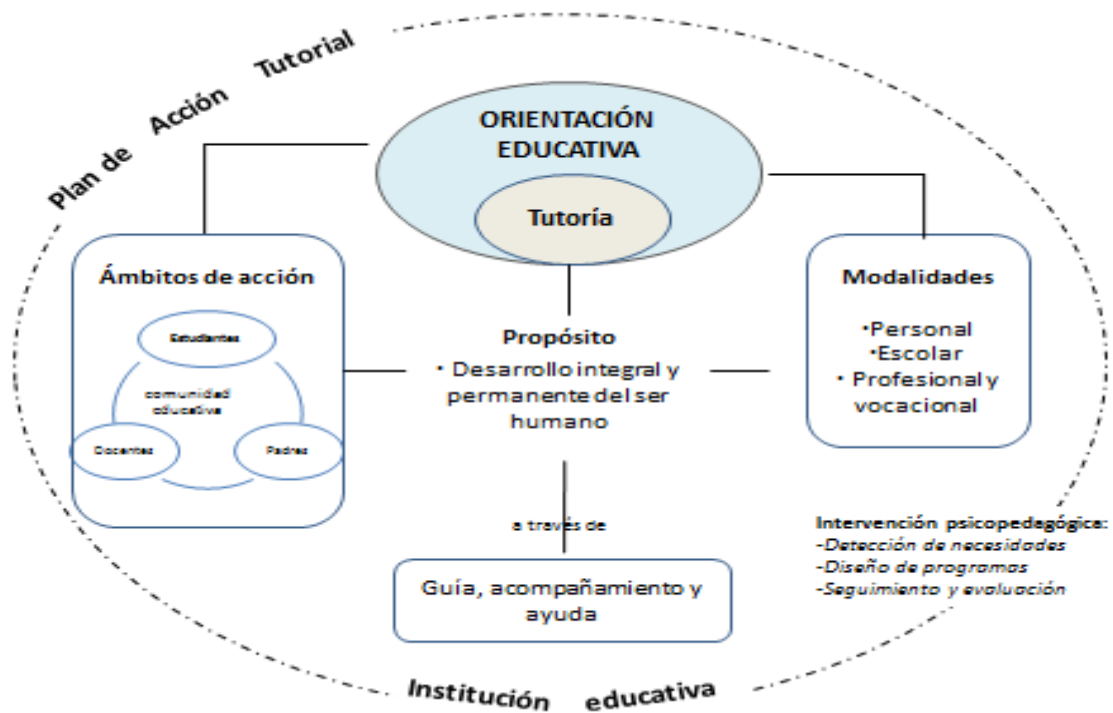 Plan de Acción Tutorial
ORIENTACIÓN
EDUCATIVA
Tutoría
Ámbitos de acción
Estudiantes
comunidad
educativa
Docentes
Padres
Propósito
• Desarrollo integral y
permanente del ser
humano
Modalidades
•Personal
•Escolar
• Profesional y
vocacional
a través de
Guía, acompañamiento y
ayuda
Intervención psicopedagógica:
-Detección de necesidades
-Diseño de programas
-Seguimiento y evaluación
Institución educativa